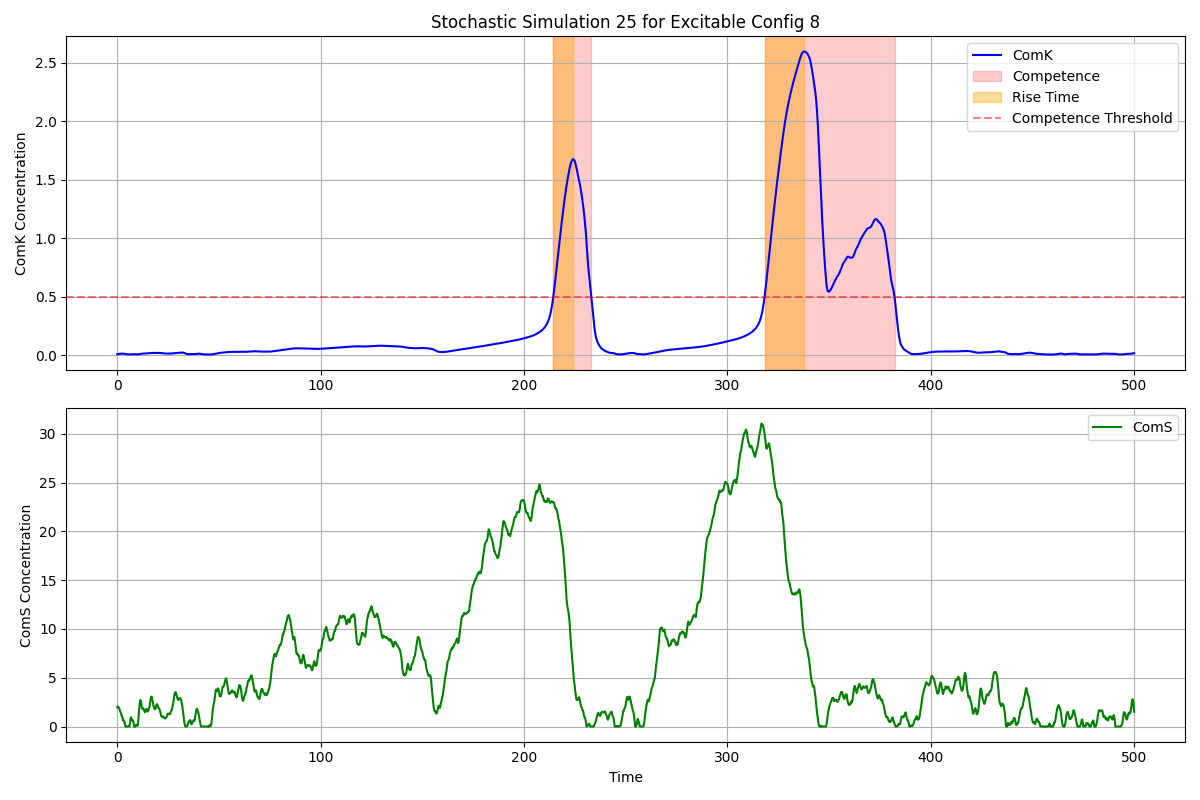 Stochastic Simulation 25 for Excitable Config 8
ComK Concentration
2.5
2.0
1.5
1.0
0.5
0.0
ComK
Competence
Rise Time
Competence Threshold
0 100 200 300 400 500
ComS Concentration
30
25
20
15
10
5
0
ComS
0 100 200 300 400 500
Time